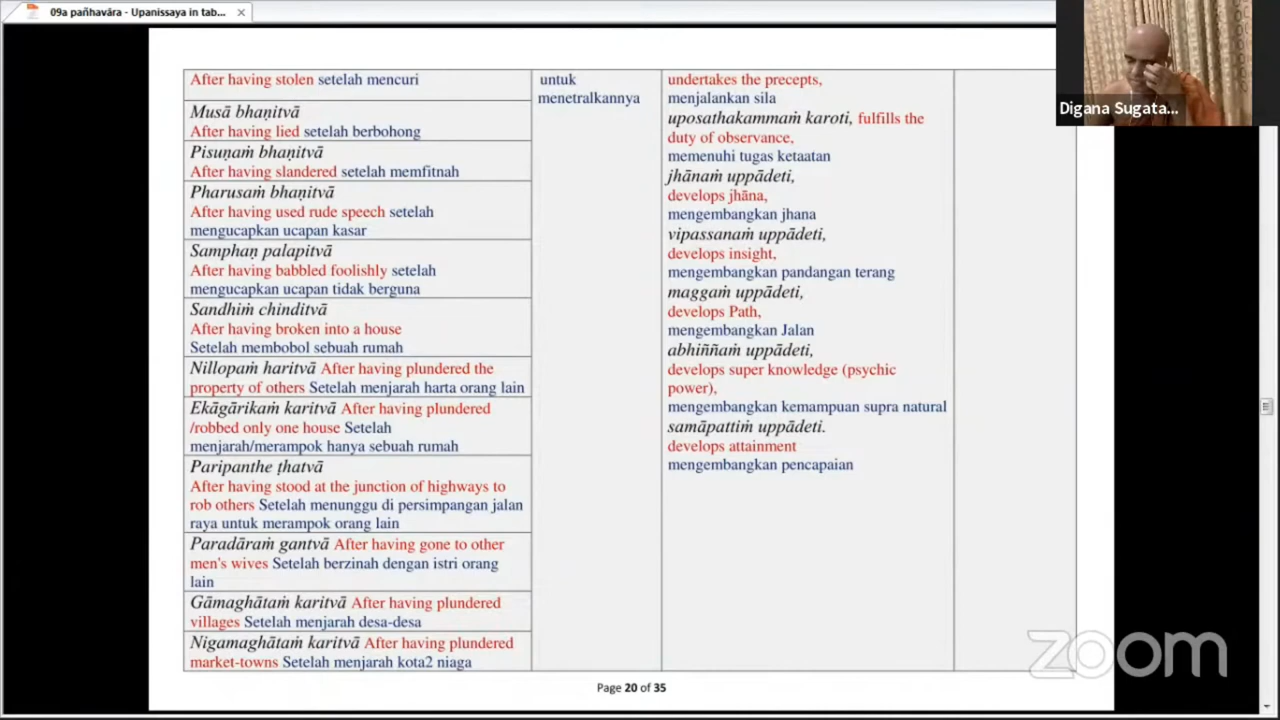 09a pañhavára - Upanissaya in tab...
After having stolen setelah mencuri
Musā bhaṇitvā
After having lied setelah berbohong
Pisuṇaṁ bhaṇitvā
After having slandered setelah memfitnah
Pharusaṁ bhaṇitvā
After having used rude speech setelah
mengucapkan ucapan kasar
Samphaṇ palapitvā
After having babbled foolishly setelah
mengucapkan ucapan tidak berguna
Sandhiṁ chinditvā
After having broken into a house
Setelah membobol sebuah rumah
Nillopaṁ haritvā After having plundered the
property of others Setelah menjarah harta orang lain
Ekāgārikaṁ karitvā After having plundered
/robbed only one house Setelah
menjarah/merampok hanya sebuah rumah
Paripanthe ṭhatvā
After having stood at the junction of highways to
rob others Setelah menunggu di persimpangan jalan
raya untuk merampok orang lain
Paradāraṁ gantvā After having gone to other
men's wives Setelah berzinah dengan istri orang
lain
Gāmaghātaṁ karitvā After having plundered
villages Setelah menjarah desa-desa
Nigamaghātaṁ karitvā After having plundered
market-towns Setelah menjarah kota2 niaga
untuk
menetralkannya
undertakes the precepts,
menjalankan sila
uposathakammaṁ karoti, fulfills the
duty of observance,
memenuhi tugas ketaatan
jhānaṁ uppādeti,
develops jhāna,
mengembangkan jhana
vipassanaṁ uppādeti,
develops insight,
mengembangkan pandangan terang
maggaṁ uppādeti,
develops Path,
mengembangkan Jalan
abhiññaṁ uppādeti,
develops super knowledge (psychic
power),
mengembangkan kemampuan supra natural
samāpattiṁ uppādeti.
develops attainment
mengembangkan pencapaian
Page 20 of 35
Digana Sugata...
zoom